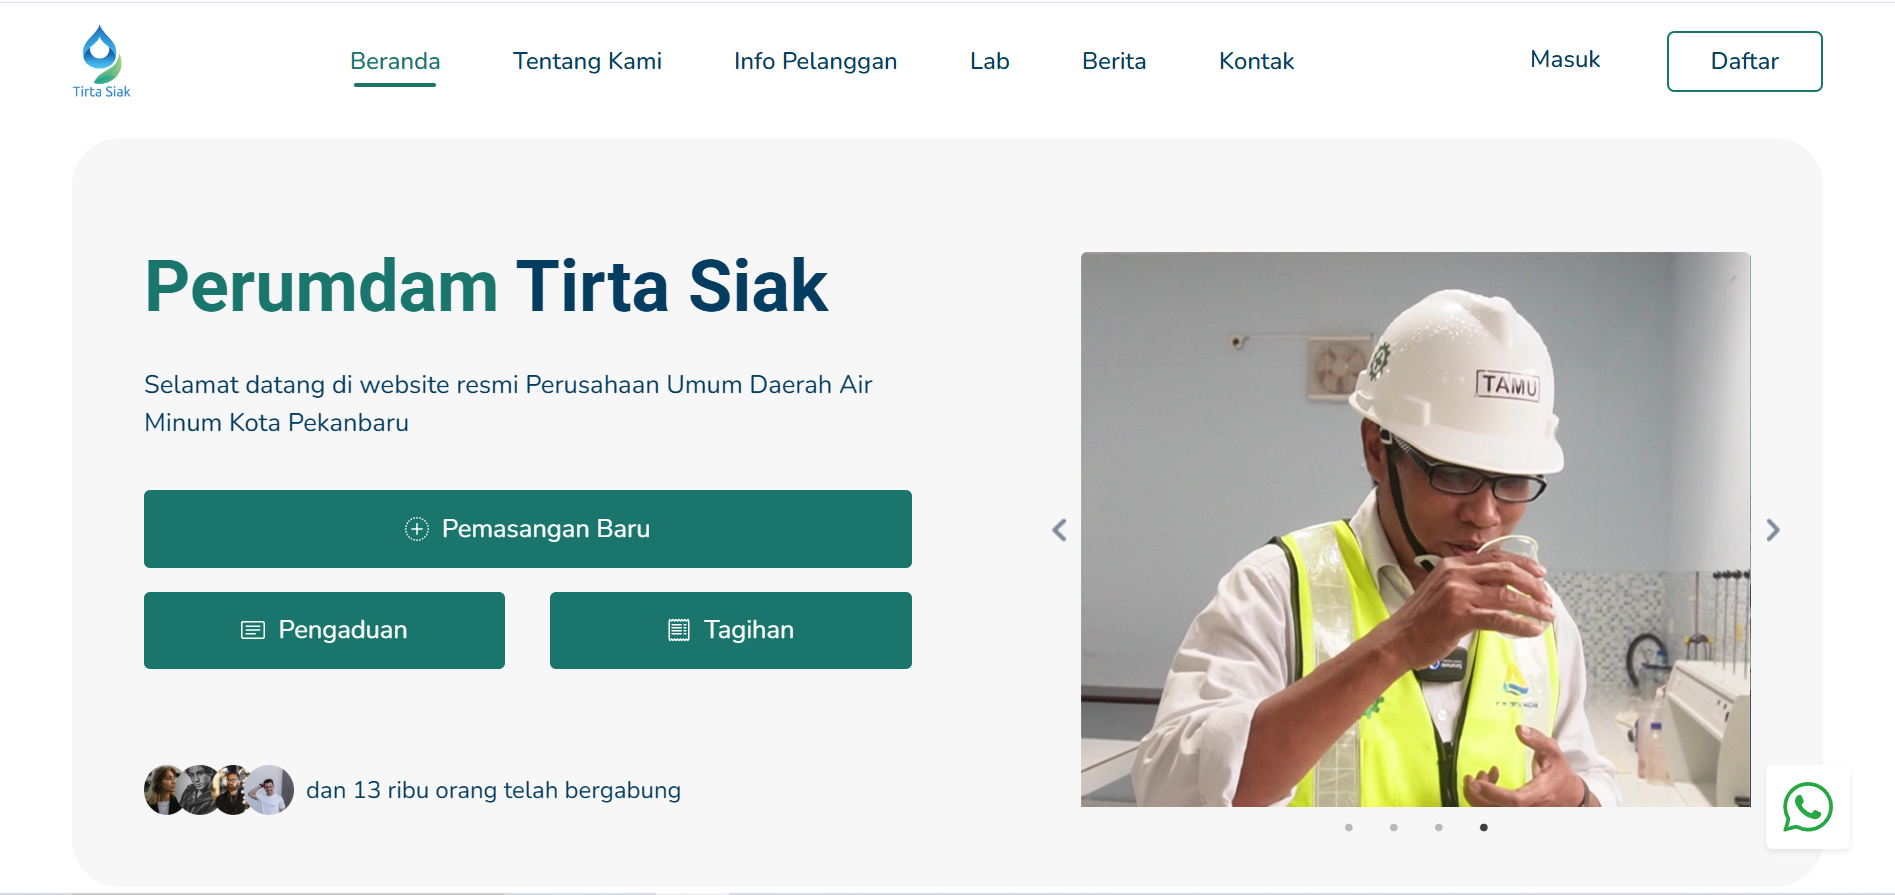 Tirta Siak
Beranda
Tentang Kami
Info Pelanggan
Lab
Berita
Kontak
Masuk
Daftar
Perumdam Tirta Siak
Selamat datang di website resmi Perusahaan Umum Daerah Air
Minum Kota Pekanbaru
Pemasangan Baru
Pengaduan
Tagihan
dan 13 ribu orang telah bergabung
TAMU